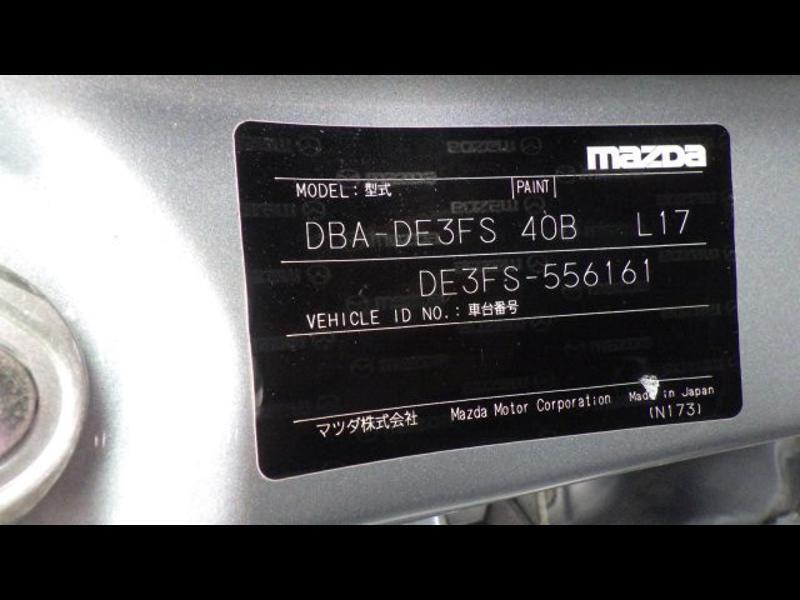 mazda
MODEL：型式 PAINT
DBA-DE3FS 40B L17
DE3FS-556161
VEHICLE ID NO.：車台番号
マツダ株式会社 Mazda Motor Corporation Made in Japan
(N173)